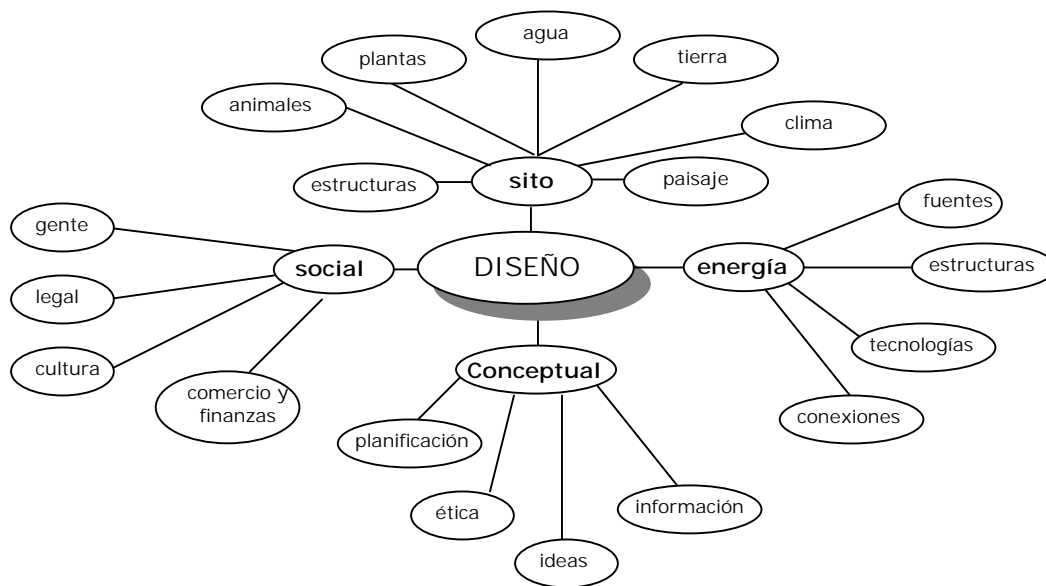 agua
plantas
tierra
animales
clima
sito
estructuras
paisaje
fuentes
gente
social
DISEÑO
energía
estructuras
legal
tecnologías
cultura
Conceptual
comercio y
finanzas
conexiones
planificación
información
ética
ideas